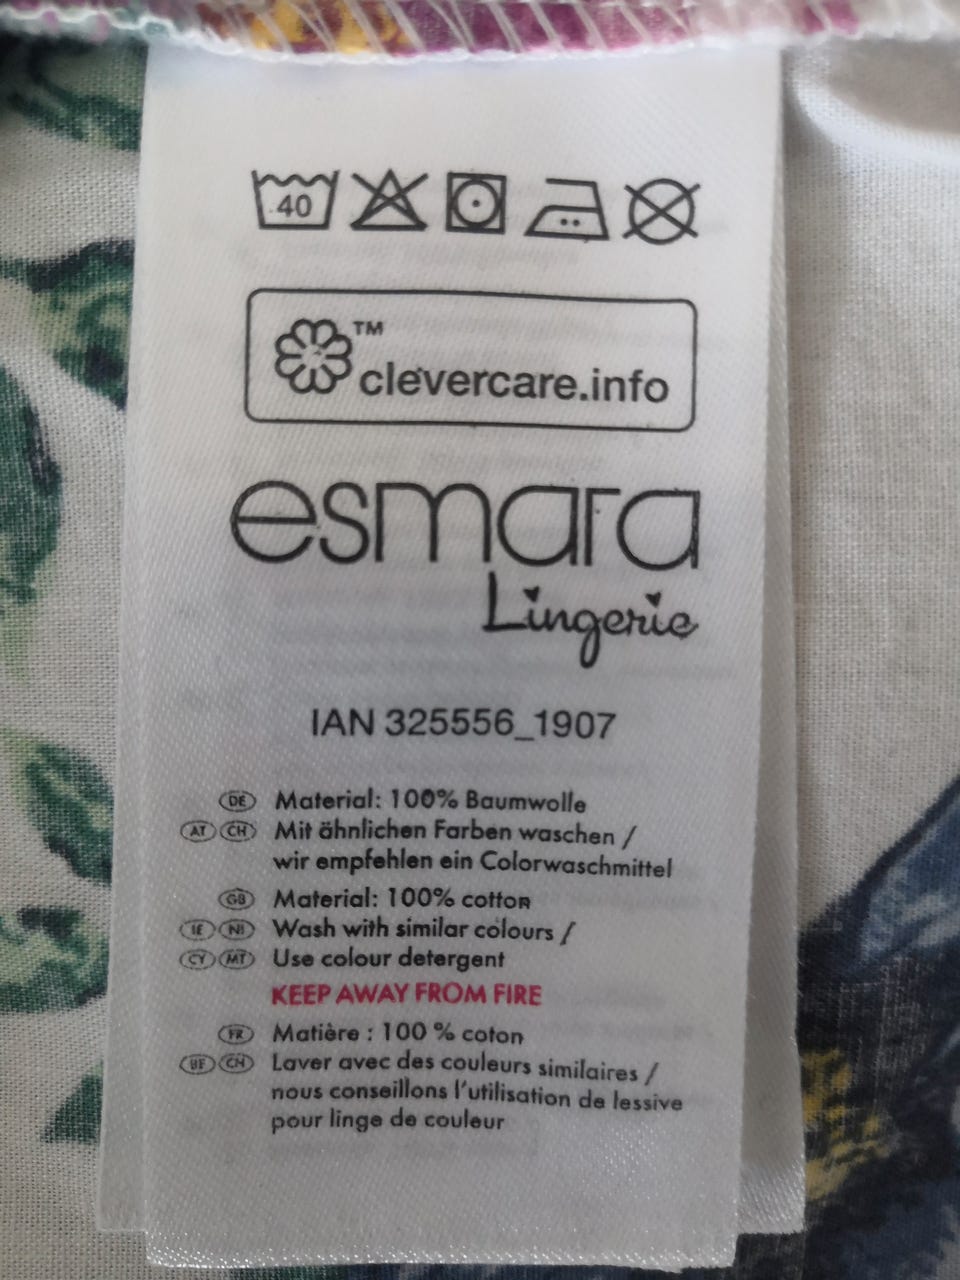 40
™
clevercare.info
esmara
Lingerie
IAN 325556_1907
DE Material: 100% Baumwolle
AT CH Mit ähnlichen Farben waschen /
wir empfehlen ein Colorwaschmittel
GB Material: 100% cotton
IE NI Wash with similar colours /
CY MT Use colour detergent
KEEP AWAY FROM FIRE
FR Matière : 100 % coton
BE CH Laver avec des couleurs similaires /
nous conseillons l'utilisation de lessive
pour linge de couleur